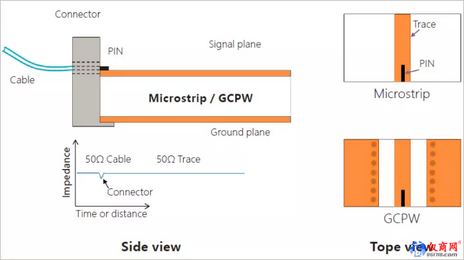 Connector
PIN
Signal plane
Cable
Microstrip / GCPW
Ground plane
50Ω Cable
50Ω Trace
Connector
Impedance
Time or distance
Side view
Trace
PIN
Microstrip
GCPW
Tope view